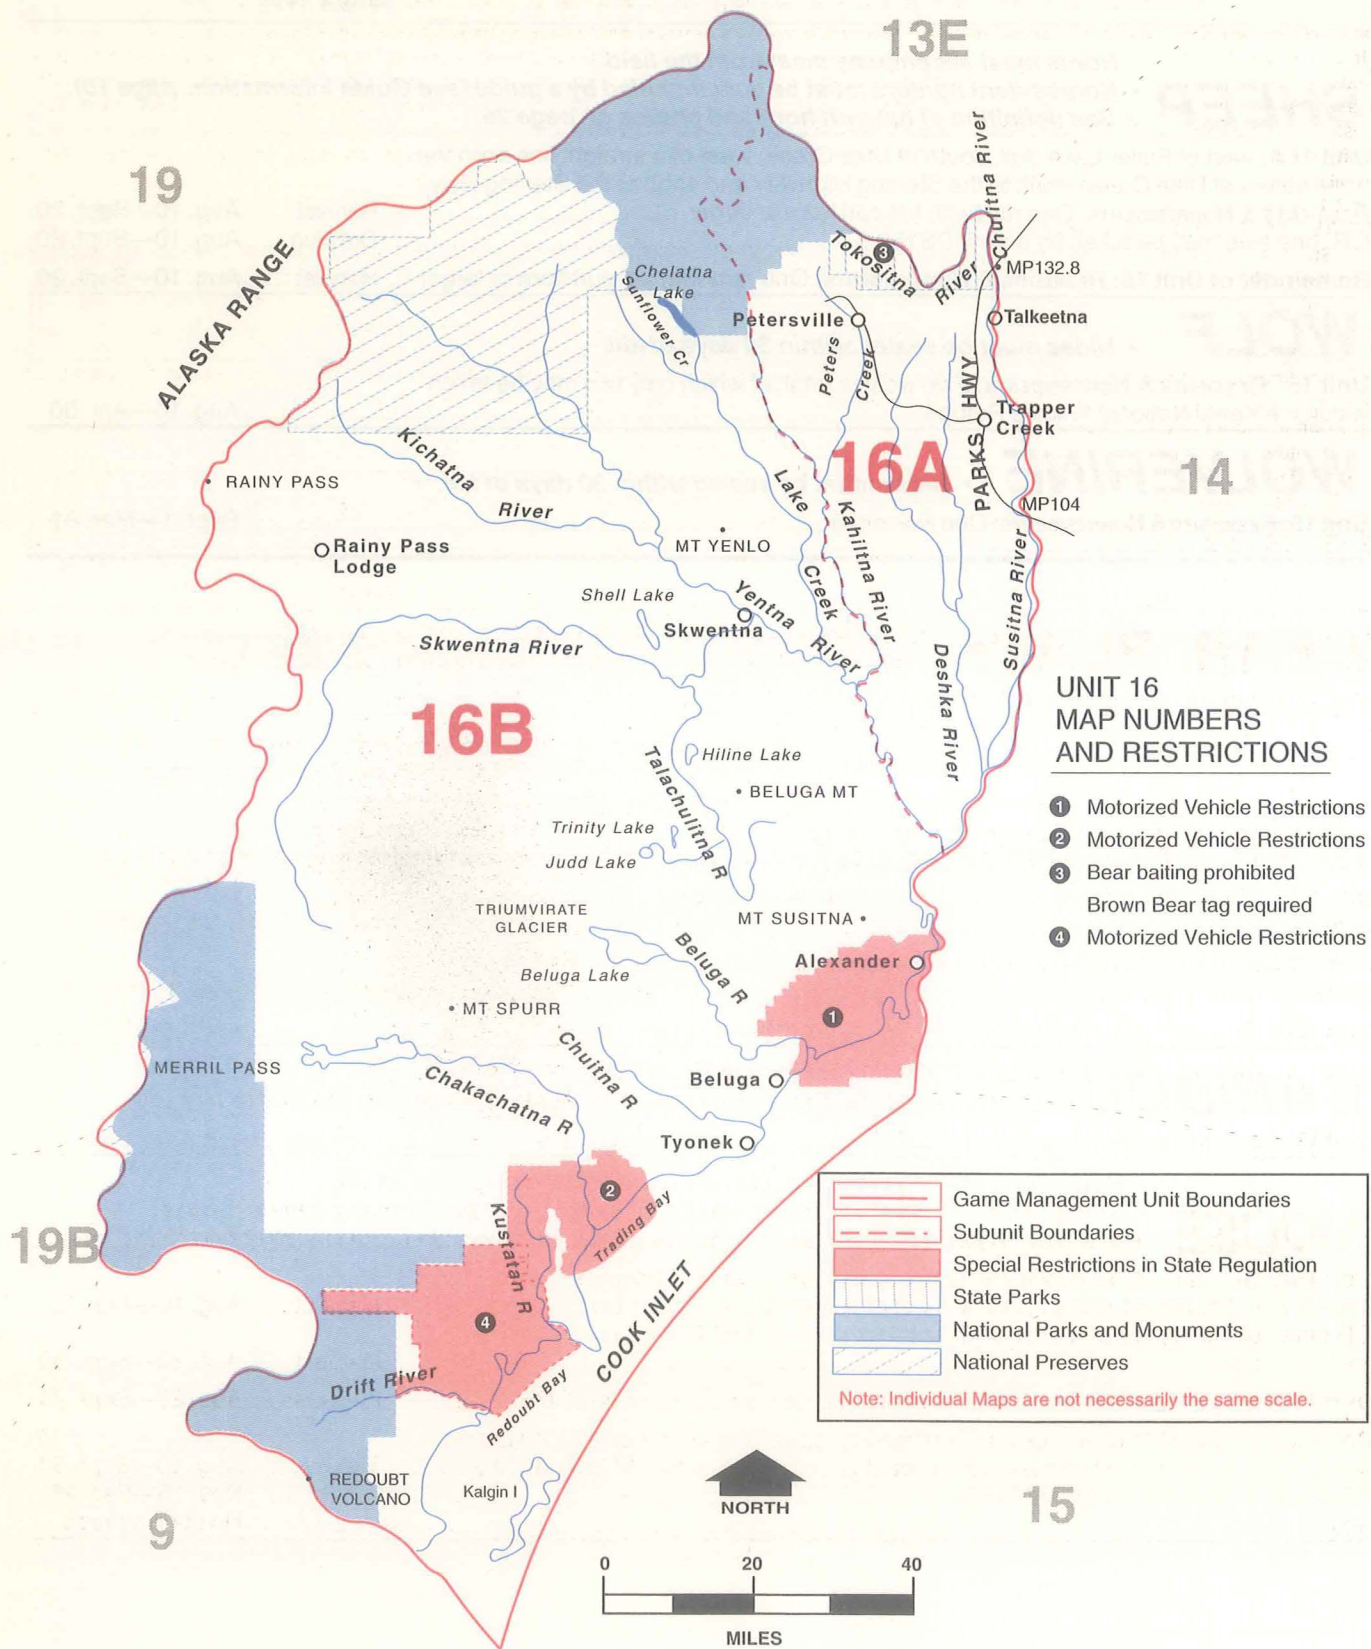 13E
19
ALASKA RANGE
Chelatna
Lake
Sunflower Cr
Tokositna
River
3
Chuitna River
MP132.8
Petersville
Talkeetna
Peters
Creek
PARKS HWY
Trapper
Creek
16A
14
MP104
Kichatna
River
RAINY PASS
Rainy Pass
Lodge
MT YENLO
Lake
Creek
Kahiltna River
Shell Lake
Skwentna
Yentna
River
Skwentna River
Deshka River
Susitna River
16B
Hiline Lake
Talachulitna R
BELUGA MT
Trinity Lake
Judd Lake
UNIT 16
MAP NUMBERS
AND RESTRICTIONS
1 Motorized Vehicle Restrictions
2 Motorized Vehicle Restrictions
3 Bear baiting prohibited
Brown Bear tag required
4 Motorized Vehicle Restrictions
TRIUMVIRATE
GLACIER
MT SUSITNA
Beluga R
Alexander
Beluga Lake
1
MT SPURR
MERRIL PASS
Chakachatna R
Chuitna R
Beluga
Tyonek
2
Kustatan R
Trading Bay
19B
4
COOK INLET
Drift River
Redoubt Bay
REDOUBT
VOLCANO
Kalgin I
9
15
Game Management Unit Boundaries
Subunit Boundaries
Special Restrictions in State Regulation
State Parks
National Parks and Monuments
National Preserves
Note: Individual Maps are not necessarily the same scale.
NORTH
0 20 40
MILES